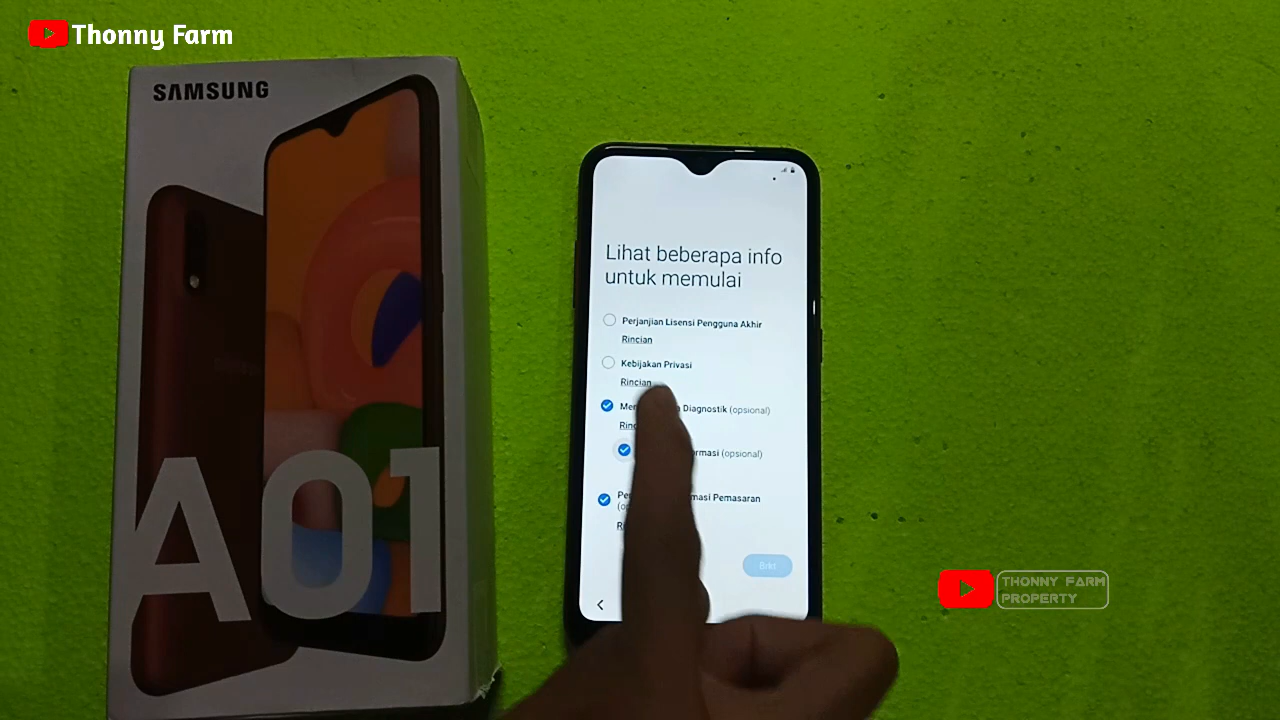 Thonny Farm
SAMSUNG
A01
Lihat beberapa info
untuk memulai
Perjanjian Lisensi Pengguna Akhir
Rincian
Kebijakan Privasi
Rincian
Diagnostik (opsional)
(opsional)
Pemasaran
Brkt
THONNY FARM
PROPERTY